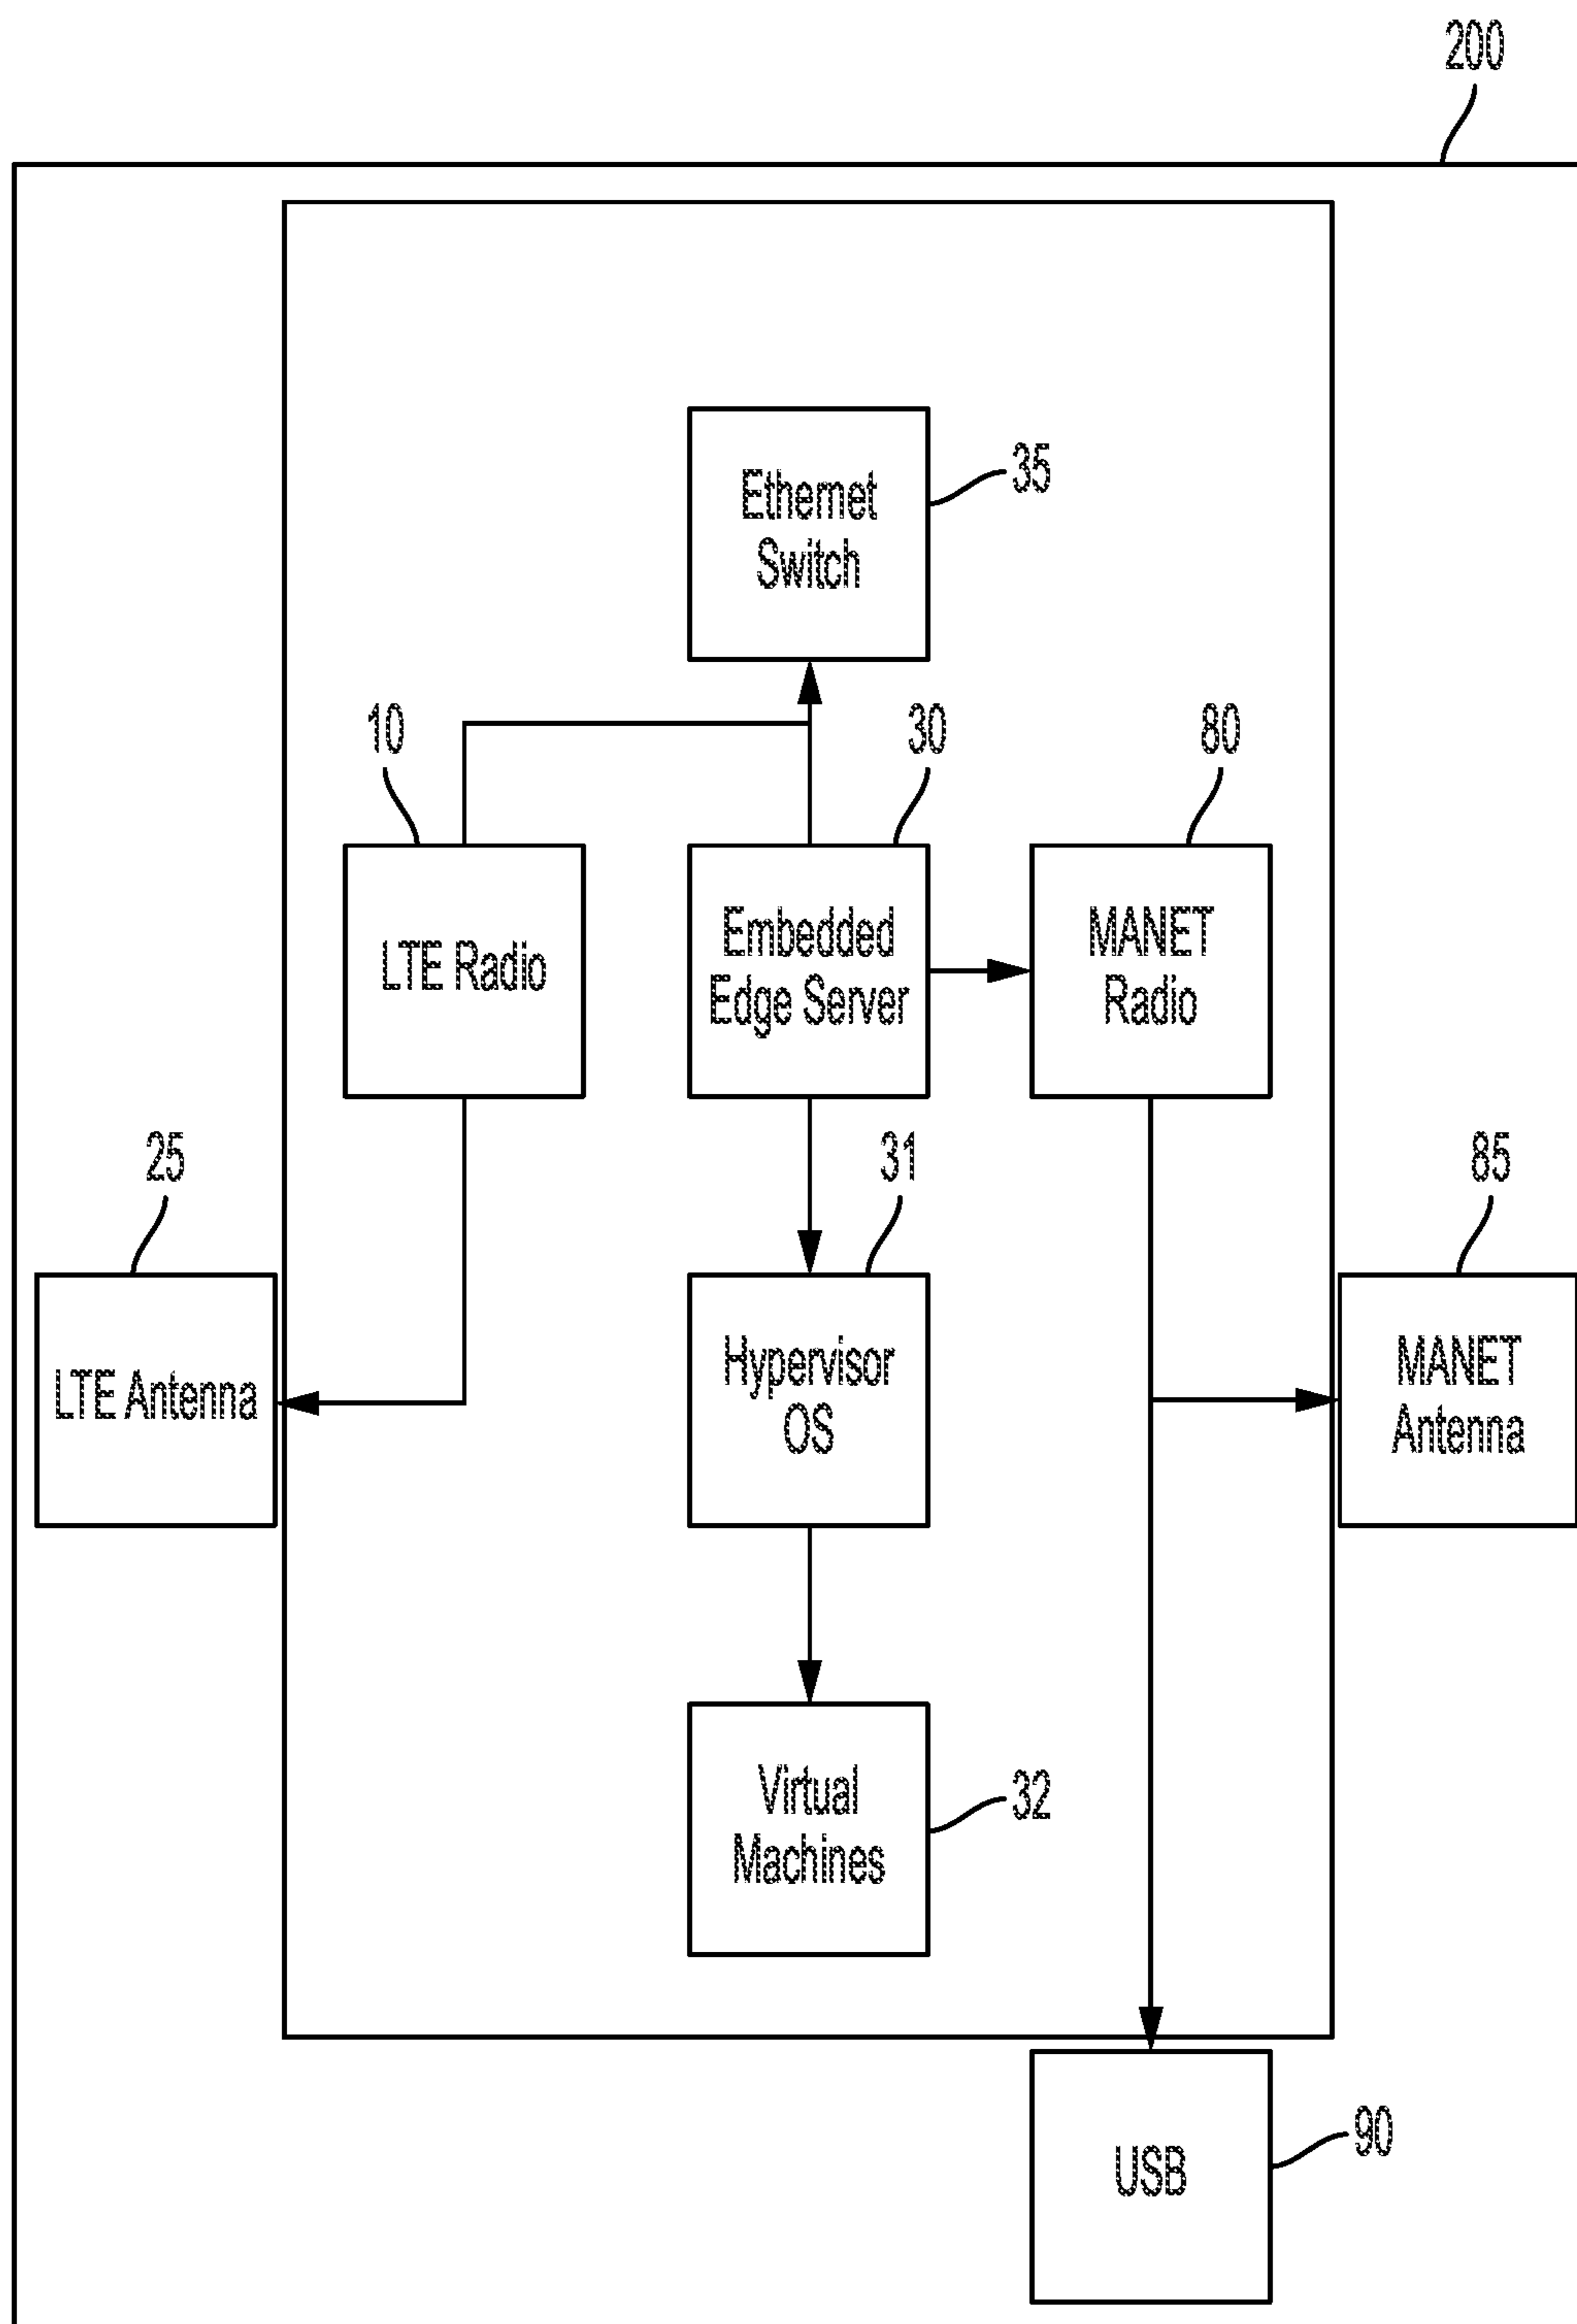 200
Ethernet
Switch
35
10
30
80
LTE Radio
Embedded
Edge Server
MANET
Radio
25
31
85
LTE Antenna
Hypervisor
OS
MANET
Antenna
Virtual
Machines
32
USB
90